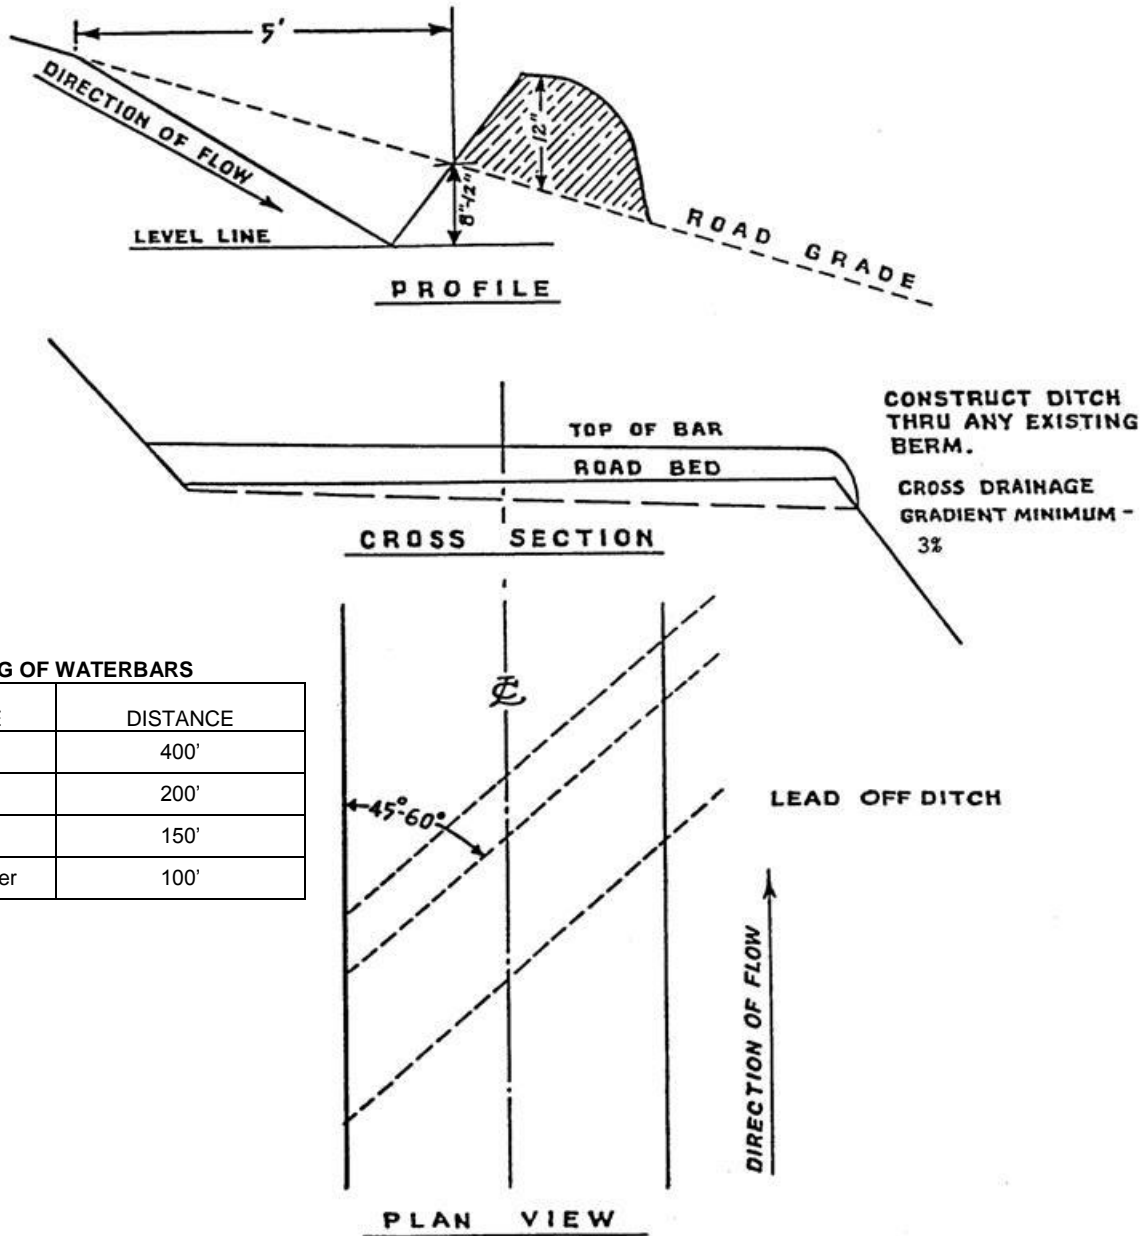 5'
DIRECTION OF FLOW
12"
8"-12"
LEVEL LINE
ROAD GRADE
PROFILE
TOP OF BAR
ROAD BED
CROSS SECTION
CONSTRUCT DITCH
THRU ANY EXISTING
BERM.
CROSS DRAINAGE
GRADIENT MINIMUM -
3%
G OF WATERBARS
E DISTANCE
400'
200'
150'
er 100'
℄
45°-60°
LEAD OFF DITCH
DIRECTION OF FLOW
PLAN VIEW